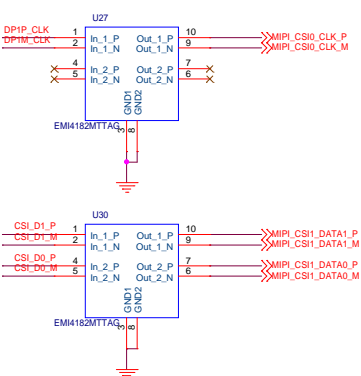 U27
DP1P_CLK 1 In_1_P Out_1_P 10 MIPI_CSI0_CLK_P
DP1M_CLK 2 In_1_N Out_1_N 9 MIPI_CSI0_CLK_M
4 In_2_P Out_2_P 7
5 In_2_N Out_2_N 6
GND1 GND2
EMI4182MTTAG 3 8
U30
CSI_D1_P 1 In_1_P Out_1_P 10 MIPI_CSI1_DATA1_P
CSI_D1_M 2 In_1_N Out_1_N 9 MIPI_CSI1_DATA1_M
CSI_D0_P 4 In_2_P Out_2_P 7 MIPI_CSI1_DATA0_P
CSI_D0_M 5 In_2_N Out_2_N 6 MIPI_CSI1_DATA0_M
GND1 GND2
EMI4182MTTAG 3 8